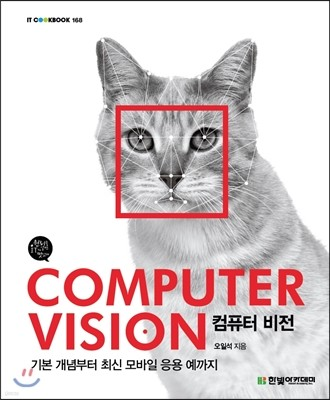 IT COOKBOOK 168
COMPUTER
VISION
컴퓨터 비전
오일석 지음
기본 개념부터 최신 모바일 응용 예까지
한빛아카데미